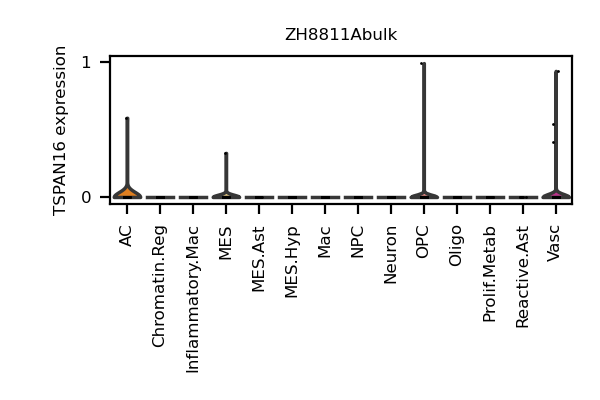 ZH8811Abulk
TSPAN16 expression
1
0
AC
Chromatin.Reg
Inflammatory.Mac
MES
MES.Ast
MES.Hyp
Mac
NPC
Neuron
OPC
Oligo
Prolif.Metab
Reactive.Ast
Vasc